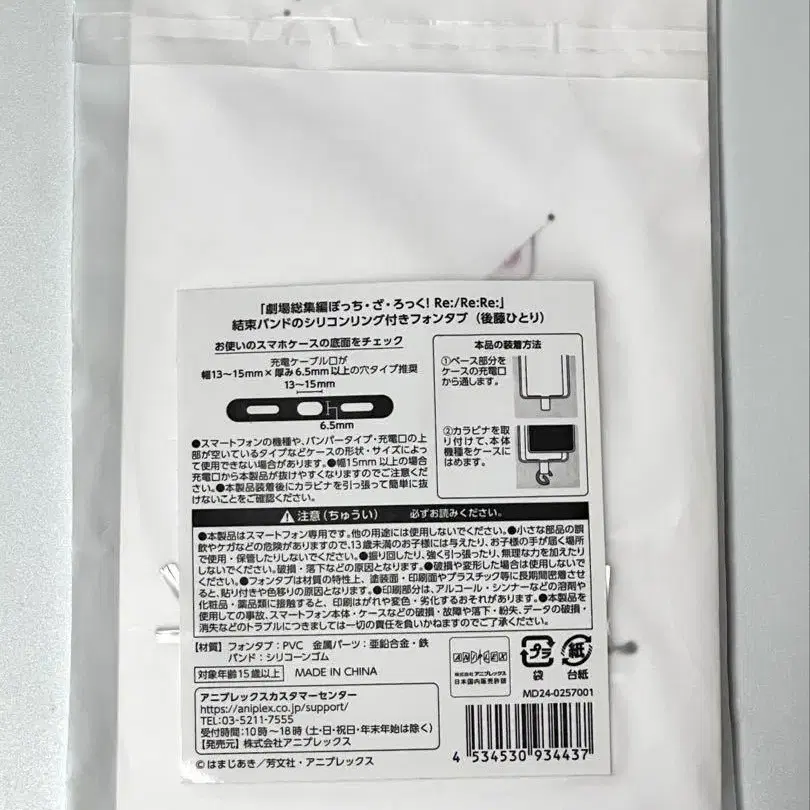 「劇場総集編ぼっち・ざ・ろっく! Re:/Re:Re:」
結束バンドのシリコンリング付きフォンタブ（後藤ひとり）
お使いのスマホケースの底面をチェック
充電ケーブル口が
幅13～15mm×厚み6.5mm以上の穴タイプ推奨
13～15mm
6.5mm
●スマートフォンの機種や、バンパータイプ・充電口の上
部が空いているタイプなどケースの形状・サイズによっ
て使用できない場合があります。●幅15mm以上の場合
充電口から本製品が抜けやすくなりますのでご注意くだ
さい。●本製品装着後にカラビナを引っ張って簡単に抜
けないことをご確認ください。
本品の装着方法
①ベース部分を
ケースの充電口
から通します。
②カラビナを取
り付けて、本体
機種をケースに
はめます。
注意（ちゅうい） 必ずお読みください。
●本製品はスマートフォン専用です。他の用途には使用しないでください。●小さな部品の誤
飲やケガなどの危険がありますので、13歳未満のお子様には与えたり、お子様の手が届く場所
で使用・保管したりしないでください。●振り回したり、強く引っ張ったり、無理な力を加えたり
しないでください。破損・落下などの原因となります。●破損や変形した場合は使用しないで
ください。●フォンタブは材質の特性上、塗装面・印刷面やプラスチック等に長期間密着させ
ると、貼り付きや色移りの原因となります。●印刷部分は、アルコール・シンナーなどの溶剤や
化粧品・薬品類に接触すると、印刷はがれや変色・劣化するおそれがあります。●本製品を
使用しての事故、スマートフォン本体・ケースなどの破損・故障や落下・紛失、データの破損・
消失などのトラブルにつきましては一切の責任を負いかねますのでご了承ください。
【材質】フォンタブ：PVC 金属パーツ：亜鉛合金・鉄
バンド：シリコーンゴム
対象年齢15歳以上 MADE IN CHINA
アニプレックスカスタマーセンター
https://aniplex.co.jp/support/
TEL:03-5211-7555
受付時間：10時～18時（土・日・祝日・年末年始は除く）
【発売元】株式会社アニプレックス
©はまじあき／芳文社・アニプレックス
ANIPLEX
株式会社アニプレックス
日本国内販売許諾
プラ
袋
紙
台紙
MD24-0257001
4 534530 934437